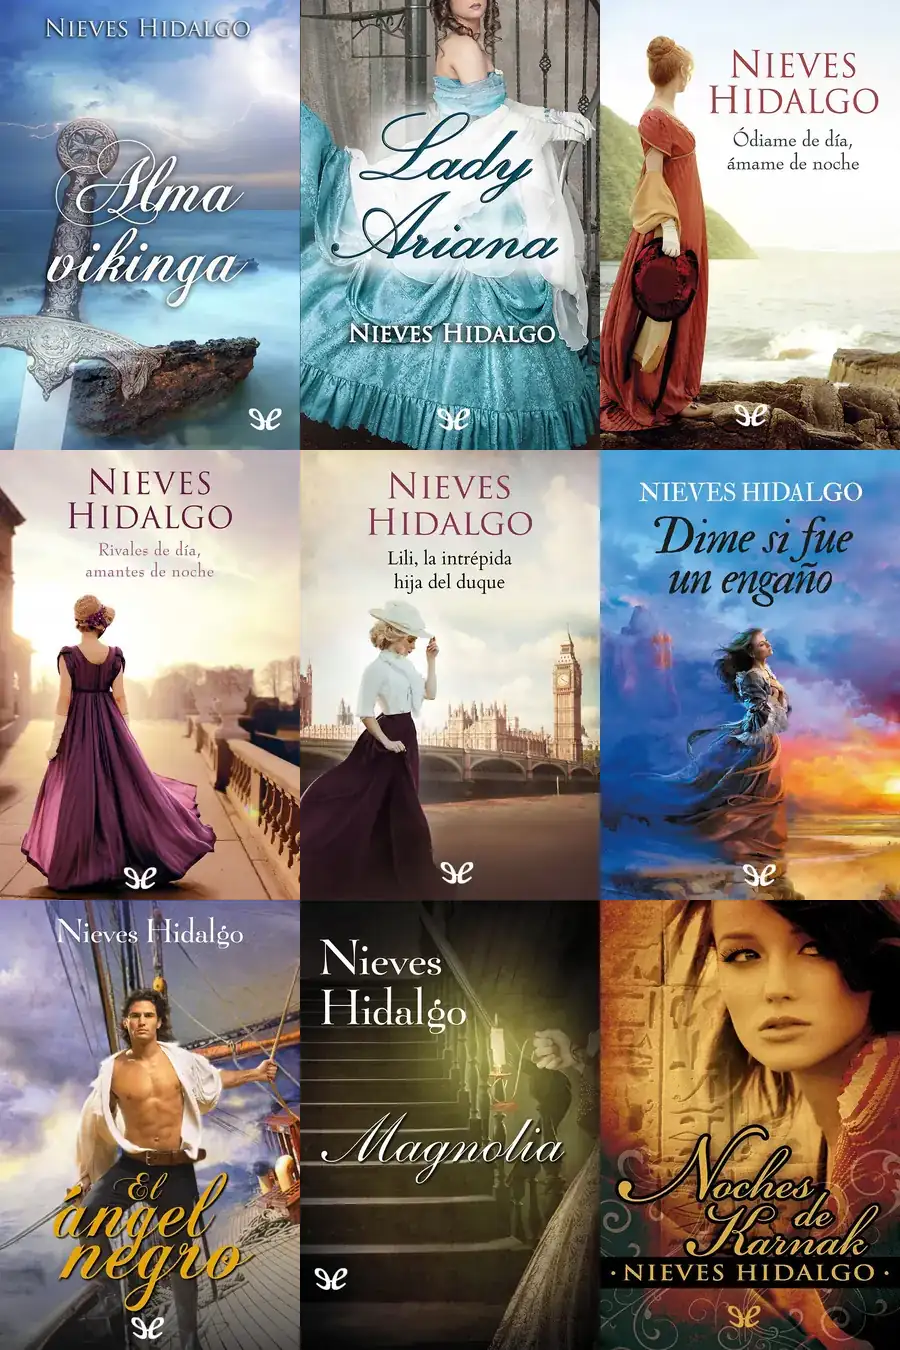 NIEVES HIDALGO
Alma
vikinga
Lady
Ariana
NIEVES HIDALGO
NIEVES
HIDALGO
Ódiame de día,
ámame de noche
NIEVES
HIDALGO
Rivales de día,
amantes de noche
NIEVES
HIDALGO
Lili, la intrépida
hija del duque
NIEVES HIDALGO
Dime si fue
un engaño
Nieves Hidalgo
El
ángel
negro
Nieves
Hidalgo
Magnolia
Noches
de
Karnak
· NIEVES HIDALGO ·